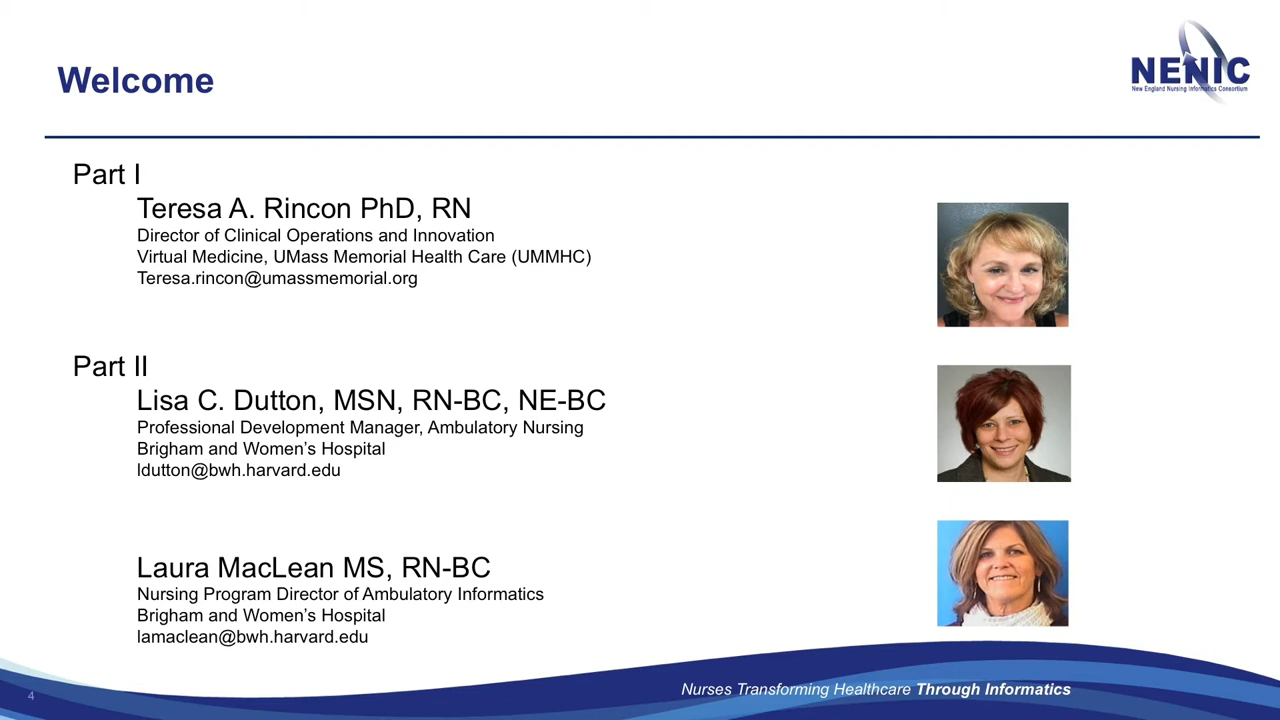 Welcome
NENIC
New England Nursing Informatics Consortium
Part I
Teresa A. Rincon PhD, RN
Director of Clinical Operations and Innovation
Virtual Medicine, UMass Memorial Health Care (UMMHC)
Teresa.rincon@umassmemorial.org
Part II
Lisa C. Dutton, MSN, RN-BC, NE-BC
Professional Development Manager, Ambulatory Nursing
Brigham and Women’s Hospital
ldutton@bwh.harvard.edu
Laura MacLean MS, RN-BC
Nursing Program Director of Ambulatory Informatics
Brigham and Women’s Hospital
lamaclean@bwh.harvard.edu
4
Nurses Transforming Healthcare Through Informatics